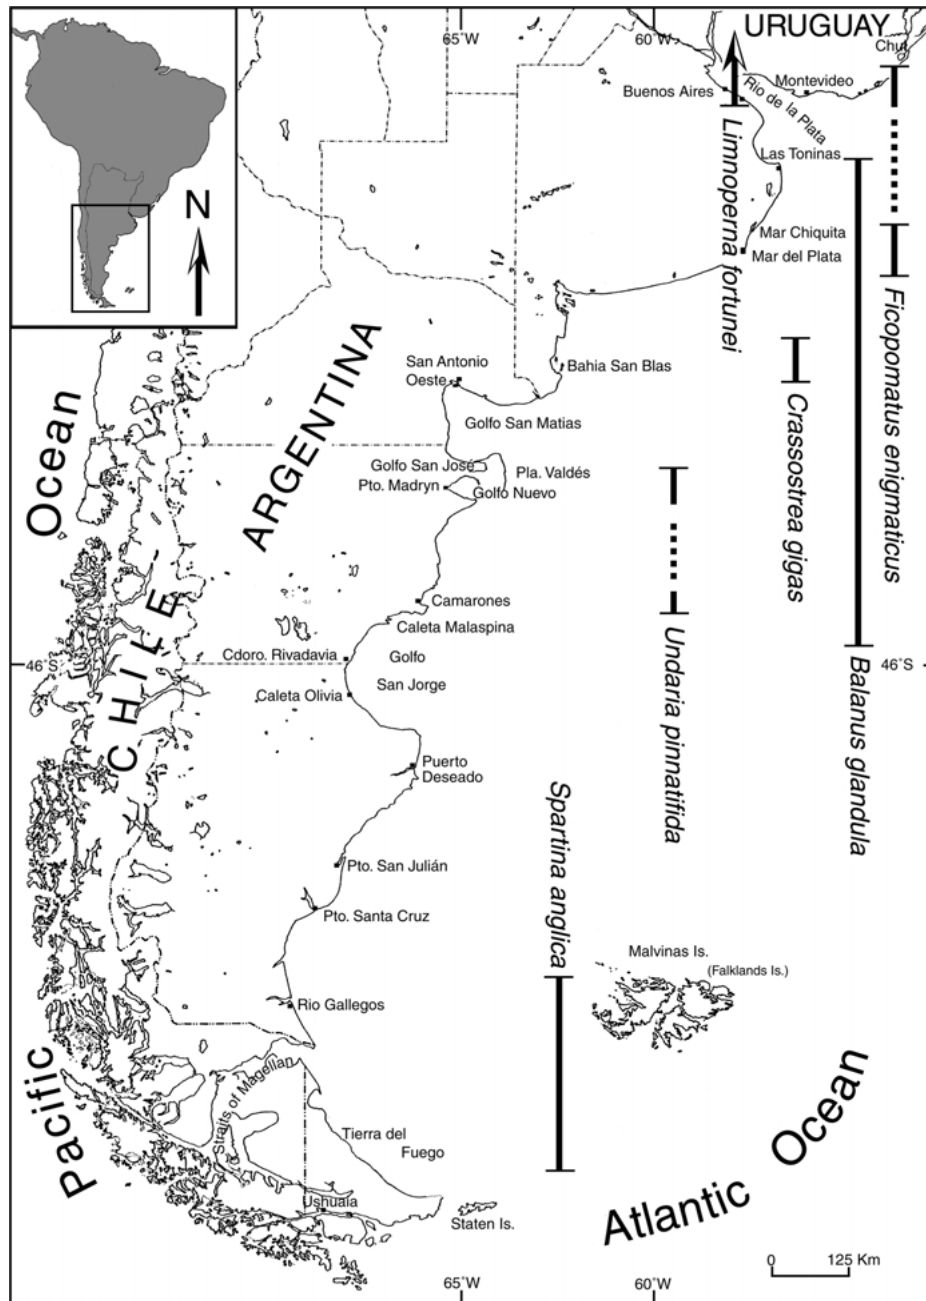 65°W
60°W
URUGUAY
Chui
Montevideo
Buenos Aires
Rio de la Plata
Las Toninas
N
Mar Chiquita
Mar del Plata
Limnoperna fortunei
Ficopomatus enigmaticus
San Antonio
Oeste
Bahia San Blas
Crassostrea gigas
Golfo San Matias
Ocean
ARGENTINA
Golfo San José
Pla. Valdés
Pto. Madryn
Golfo Nuevo
Camarones
Caleta Malaspina
CHILE
Undaria pinnatifida
Balanus glandula
46°S
Cdoro. Rivadavia
Golfo
San Jorge
46°S
Caleta Olivia
Puerto
Deseado
Spartina anglica
Pto. San Julián
Pto. Santa Cruz
Malvinas Is.
(Falklands Is.)
Rio Gallegos
Pacific
Straits of Magellan
Tierra del
Fuego
Ocean
Atlantic
Ushuaia
Staten Is.
0
125 Km
65°W
60°W